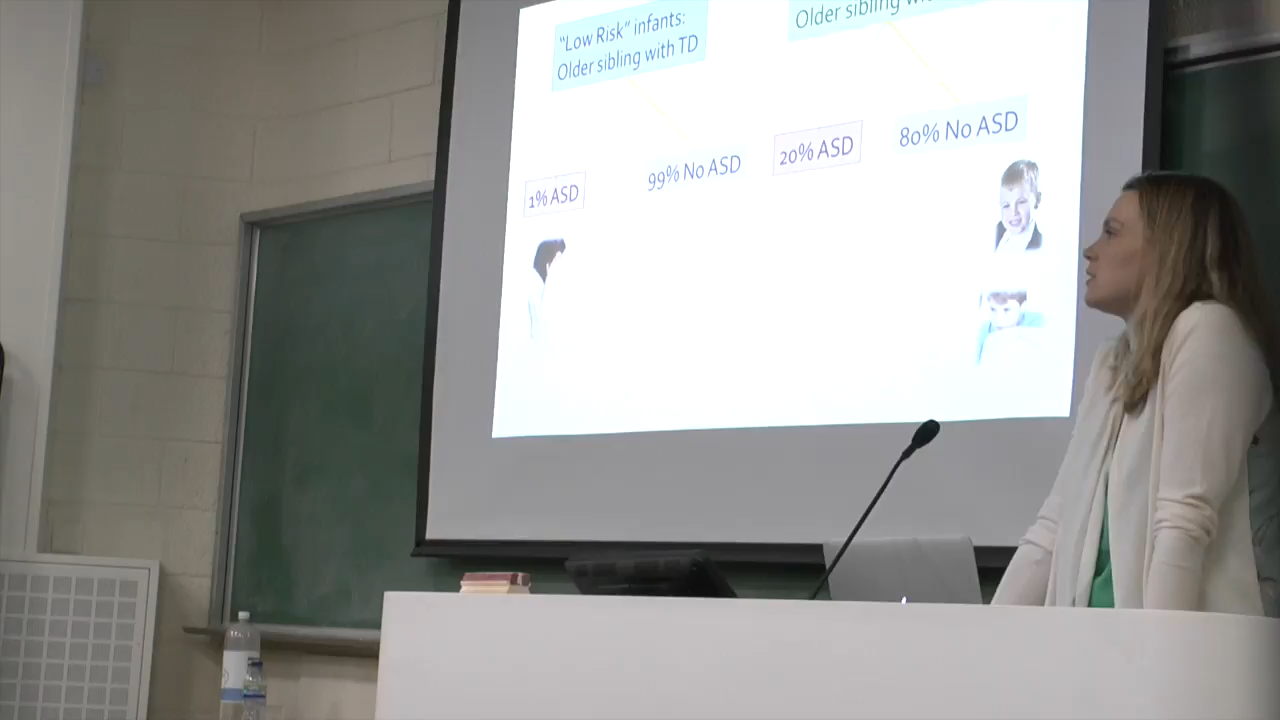 "Low Risk" infants:
Older sibling with TD
Older sibling
1% ASD
99% No ASD
20% ASD
80% No ASD